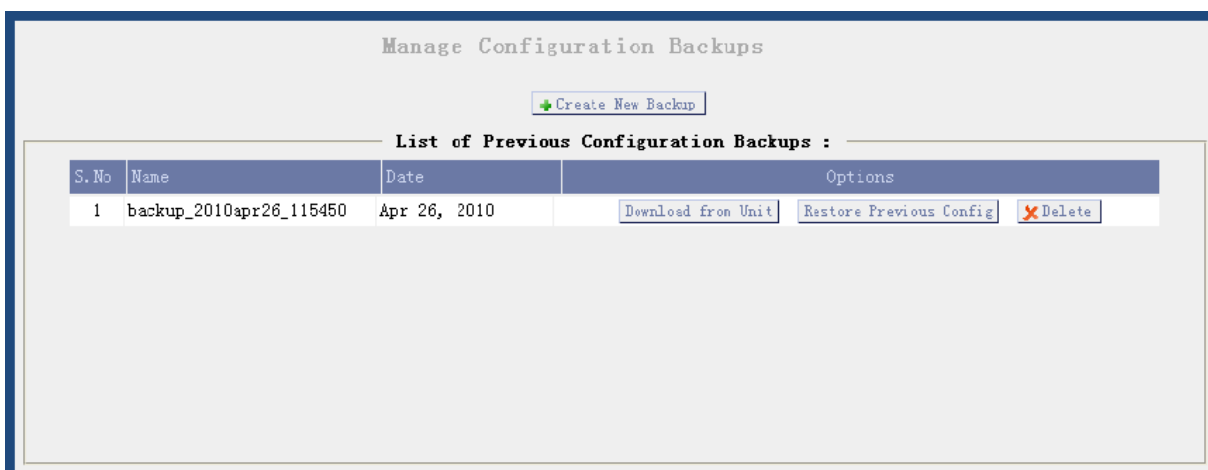 Manage Configuration Backups
Create New Backup
List of Previous Configuration Backups :
S.No Name Date Options
1 backup_2010apr26_115450 Apr 26, 2010 Download from Unit Restore Previous Config Delete